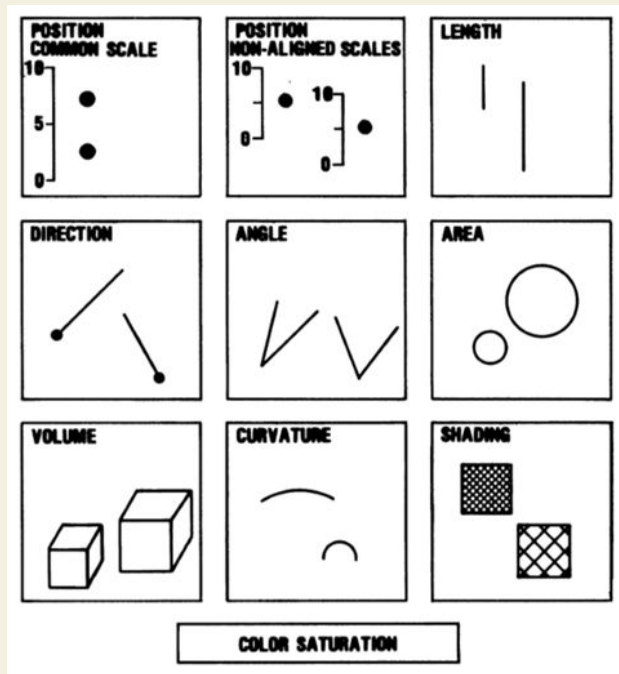 POSITION
COMMON SCALE
10
5
0
POSITION
NON-ALIGNED SCALES
10
0
10
0
LENGTH
DIRECTION
ANGLE
AREA
VOLUME
CURVATURE
SHADING
COLOR SATURATION